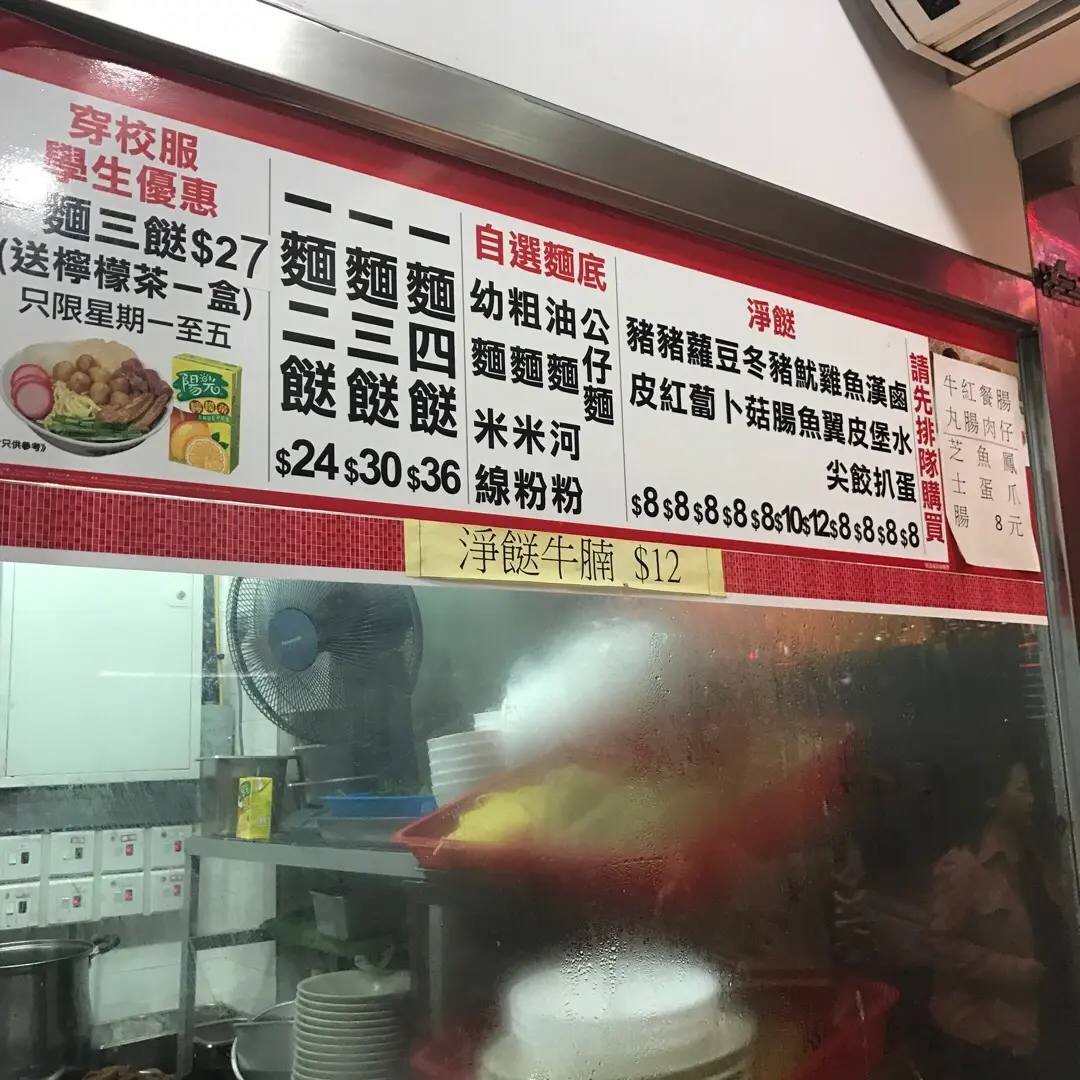 穿校服
學生優惠
麵三餸$27
(送檸檬茶一盒)
只限星期一至五
陽光
只供參考》
一麵二餸
$24
一麵三餸
$30
一麵四餸
$36
自選麵底
幼麵
粗麵
油麵
公仔麵
米線
米粉
河粉
淨餸
豬皮
$8
豬紅
$8
蘿蔔
$8
豆卜
$8
冬菇
$8
豬腸
$10
魷魚
$12
雞翼尖
$8
魚皮餃
$8
漢堡扒
$8
鹵水蛋
$8
請先排隊購買
牛丸
紅腸
餐肉
腸仔
芝士腸
魚蛋
鳳爪
8元
淨餸牛腩 $12